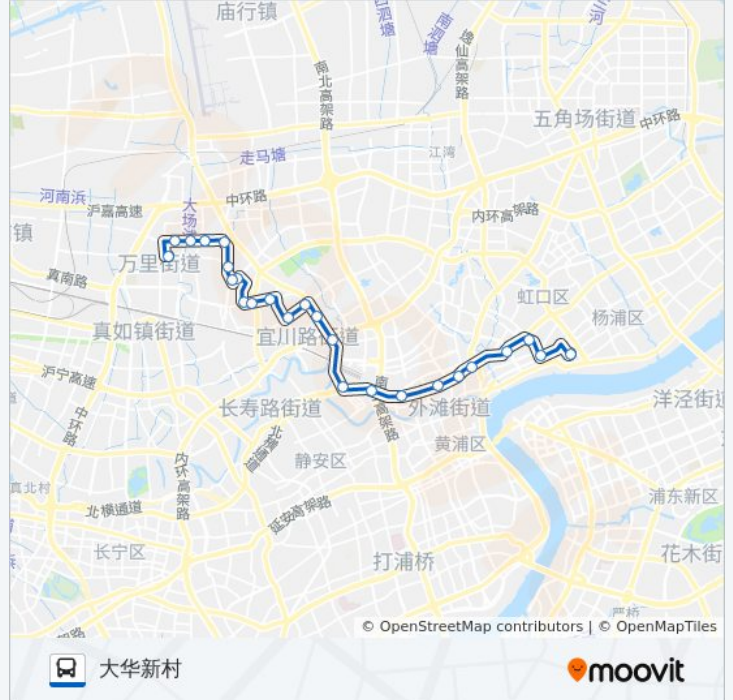 庙行镇
泗塘
南泗塘
逸仙高架路
三河
南北高架路
五角场街道
中环路
江湾
走马塘
河南浜
沪嘉高速
大场
中环路
内环高架路
镇
万里街道
真南路
虹口区
杨浦区
真如镇街道
宜川路街道
沪宁高速
南
高架路
洋泾街道
长寿路街道
外滩街道
中环路
北横通道
黄浦区
静安区
内环高架路
真北村
浦东新区
北横通道
延安高架路
长宁区
打浦桥
花木街
浜
严桥
© OpenStreetMap contributors | © OpenMapTiles
大华新村
moovit